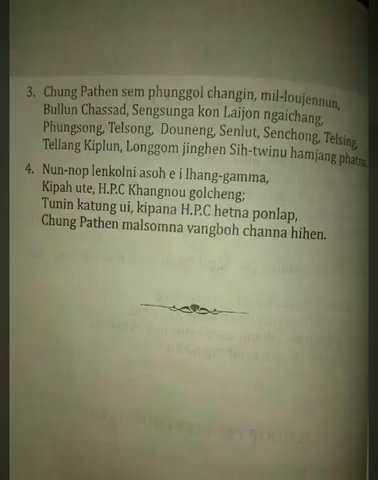 3. Chung Pathen sem phunggol changin, mil-loujennun,
Bullun Chassad, Sengsunga kon Laijon ngaichang,
Phungsong, Telsong, Douneng, Senlut, Senchong, Telsing,
Tellang Kiplun, Longgom jinghen Sih-twinu hamjang phatna.
4. Nun-nop lenkolni asoh e i lhang-gamma,
Kipah ute, H.P.C Khangnou golcheng;
Tunin katung ui, kipana H.P.C hetna ponlap,
Chung Pathen malsomna vangboh channa hihen.